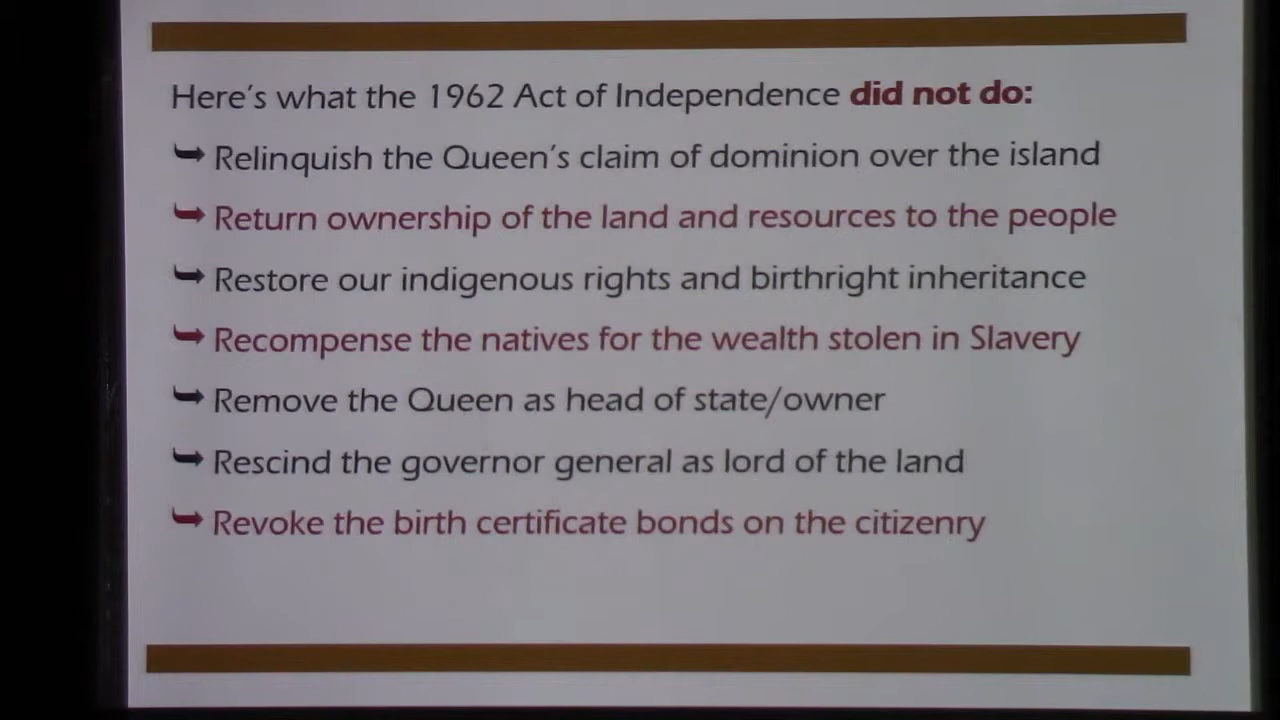 Here's what the 1962 Act of Independence did not do:
Relinquish the Queen's claim of dominion over the island
Return ownership of the land and resources to the people
Restore our indigenous rights and birthright inheritance
Recompense the natives for the wealth stolen in Slavery
Remove the Queen as head of state/owner
Rescind the governor general as lord of the land
Revoke the birth certificate bonds on the citizenry